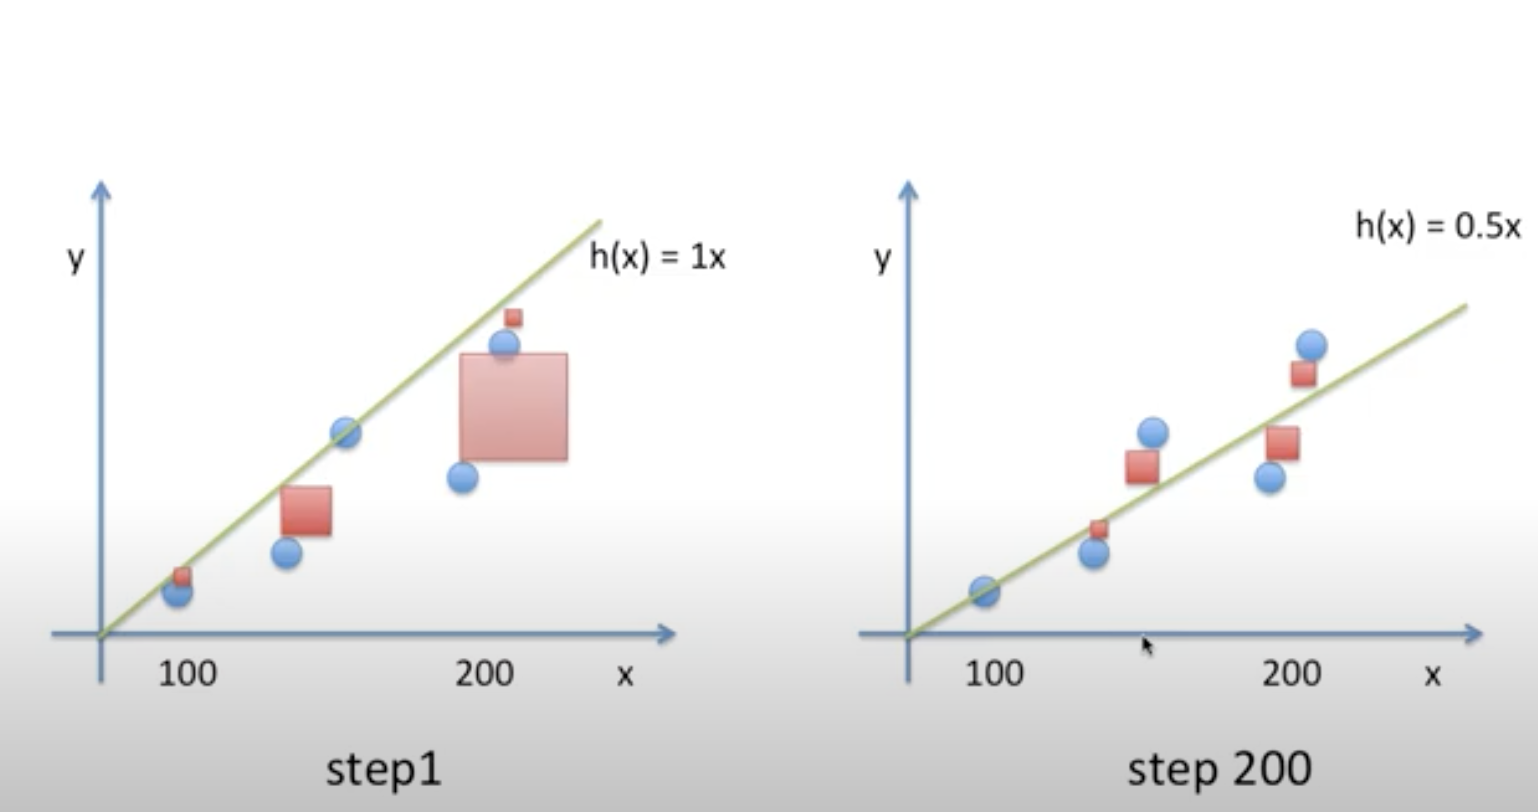 y
h(x) = 1x
100
200
x
step1
y
h(x) = 0.5x
100
200
x
step 200